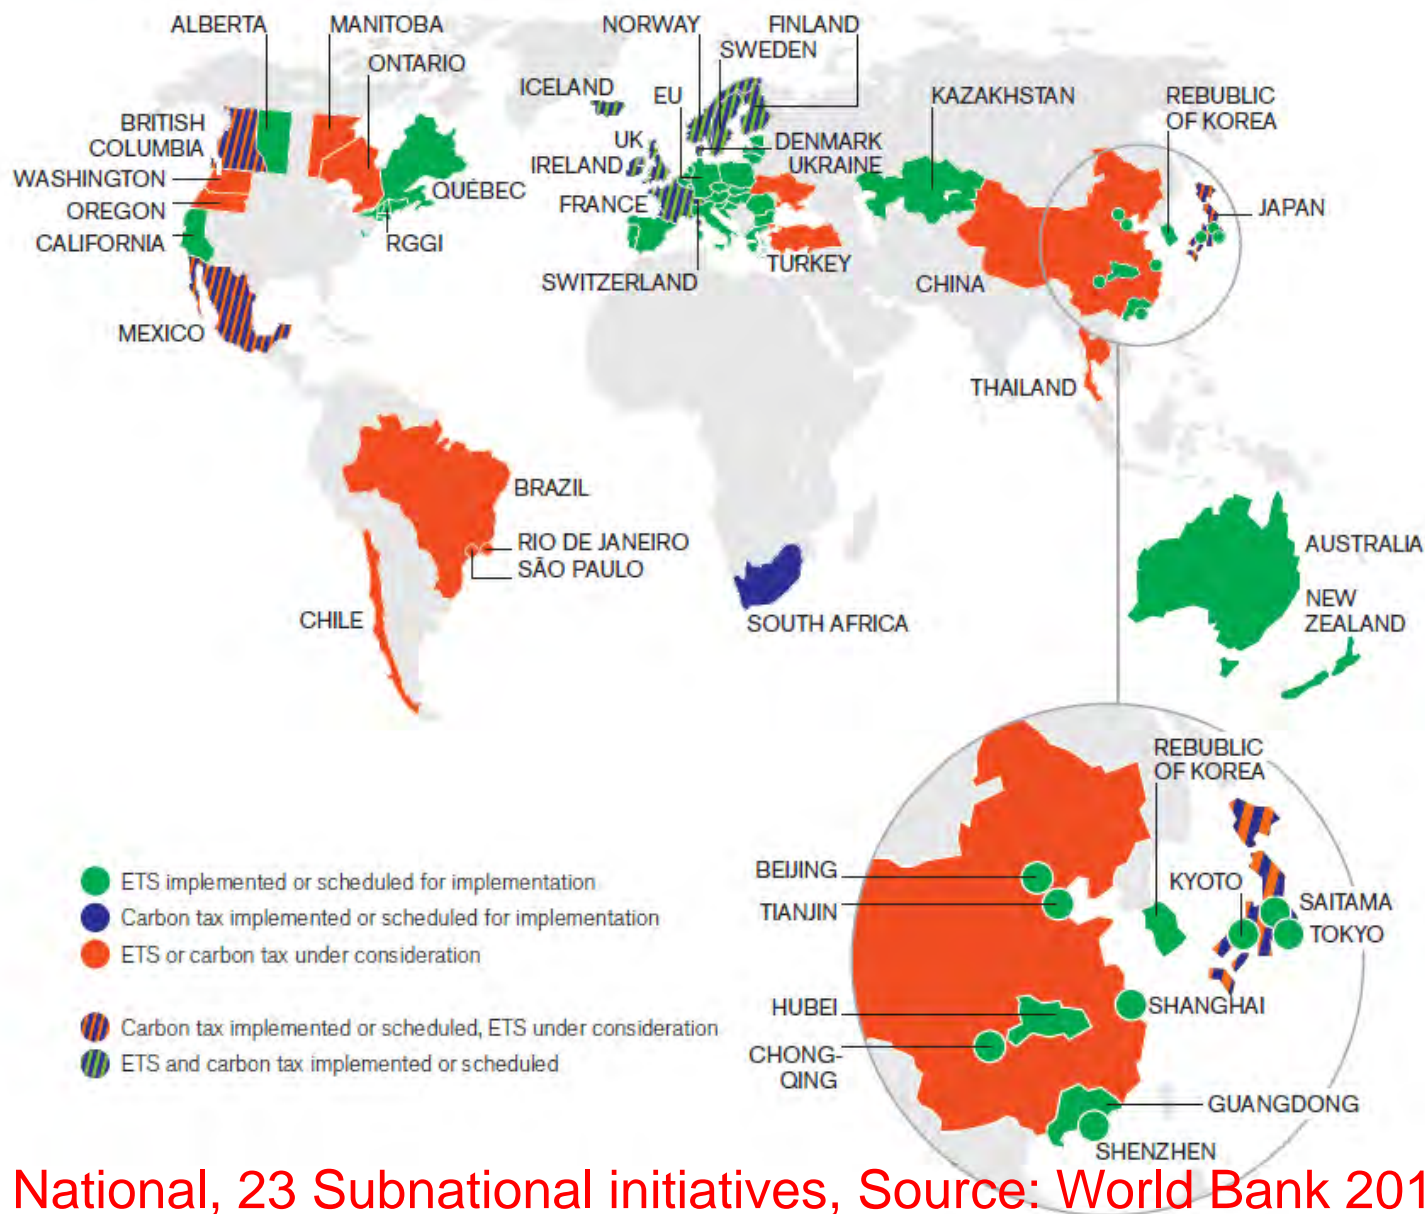 ALBERTA
MANITOBA
ONTARIO
NORWAY
FINLAND
SWEDEN
ICELAND
EU
KAZAKHSTAN
REBUBLIC
OF KOREA
BRITISH
COLUMBIA
UK
DENMARK
IRELAND
UKRAINE
WASHINGTON
QUÉBEC
OREGON
FRANCE
JAPAN
CALIFORNIA
RGGI
TURKEY
SWITZERLAND
CHINA
MEXICO
THAILAND
BRAZIL
RIO DE JANEIRO
SÃO PAULO
AUSTRALIA
CHILE
SOUTH AFRICA
NEW
ZEALAND
REBUBLIC
OF KOREA
BEIJING
KYOTO
TIANJIN
SAITAMA
TOKYO
HUBEI
SHANGHAI
CHONG-
QING
GUANGDONG
SHENZHEN
ETS implemented or scheduled for implementation
Carbon tax implemented or scheduled for implementation
ETS or carbon tax under consideration
Carbon tax implemented or scheduled, ETS under consideration
ETS and carbon tax implemented or scheduled
National, 23 Subnational initiatives, Source: World Bank 201